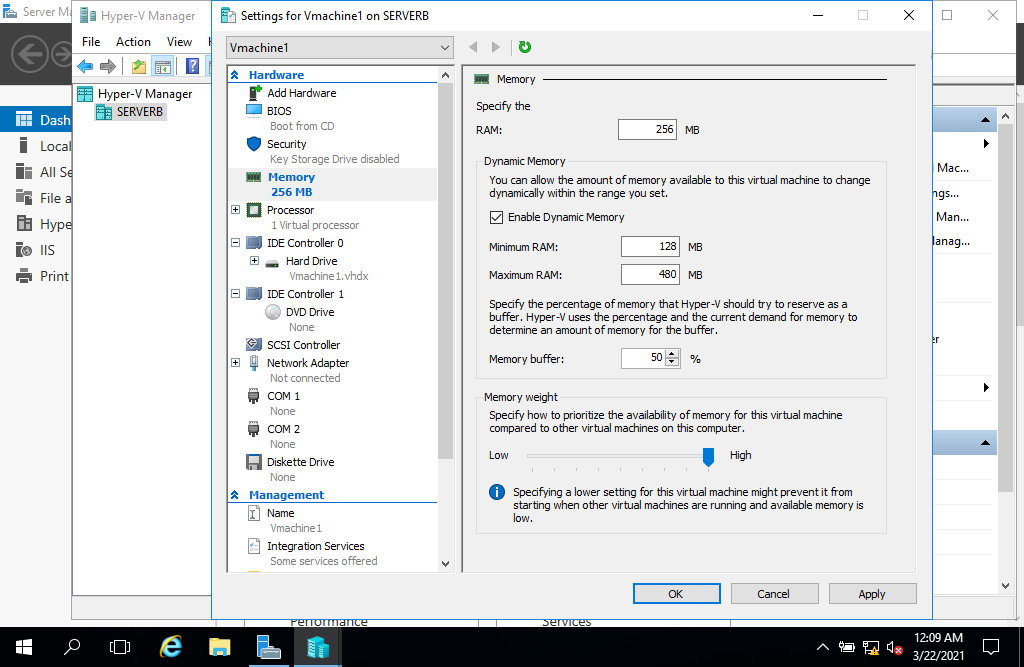 Server Ma
Hyper-V Manager
File Action View
Hyper-V Manager
SERVERB
Dash
Local
All Se
File a
Hype
IIS
Print
Settings for Vmachine1 on SERVERB
Vmachine1
Hardware
Add Hardware
BIOS
Boot from CD
Security
Key Storage Drive disabled
Memory
256 MB
Processor
1 Virtual processor
IDE Controller 0
Hard Drive
Vmachine1.vhdx
IDE Controller 1
DVD Drive
None
SCSI Controller
Network Adapter
Not connected
COM 1
None
COM 2
None
Diskette Drive
None
Management
Name
Vmachine1
Integration Services
Some services offered
Memory
Specify the
RAM: 256 MB
Dynamic Memory
You can allow the amount of memory available to this virtual machine to change
dynamically within the range you set.
Enable Dynamic Memory
Minimum RAM: 128 MB
Maximum RAM: 480 MB
Specify the percentage of memory that Hyper-V should try to reserve as a
buffer. Hyper-V uses the percentage and the current demand for memory to
determine an amount of memory for the buffer.
Memory buffer: 50 %
Memory weight
Specify how to prioritize the availability of memory for this virtual machine
compared to other virtual machines on this computer.
Low High
Specifying a lower setting for this virtual machine might prevent it from
starting when other virtual machines are running and available memory is
low.
OK Cancel Apply
Mac...
ngs...
Man...
anag...
er
Performance Services
12:09 AM
3/22/2021